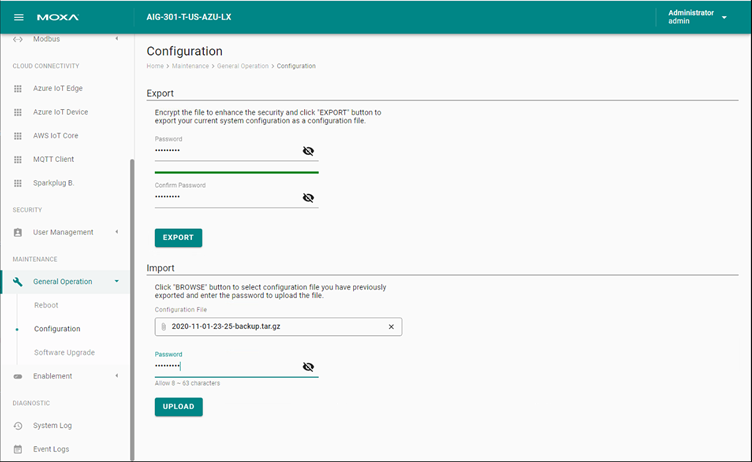 MOXA
AIG-301-T-US-AZU-LX
Administrator
admin
Modbus
CLOUD CONNECTIVITY
Azure IoT Edge
Azure IoT Device
AWS IoT Core
MQTT Client
Sparkplug B.
SECURITY
User Management
MAINTENANCE
General Operation
Reboot
Configuration
Software Upgrade
Enablement
DIAGNOSTIC
System Log
Event Logs
Configuration
Home > Maintenance > General Operation > Configuration
Export
Encrypt the file to enhance the security and click "EXPORT" button to
export your current system configuration as a configuration file.
Password
•••••••••
Confirm Password
•••••••••
EXPORT
Import
Click "BROWSE" button to select configuration file you have previously
exported and enter the password to upload the file.
Configuration File
2020-11-01-23-25-backup.tar.gz
Password
•••••••••
Allow 8 – 63 characters
UPLOAD